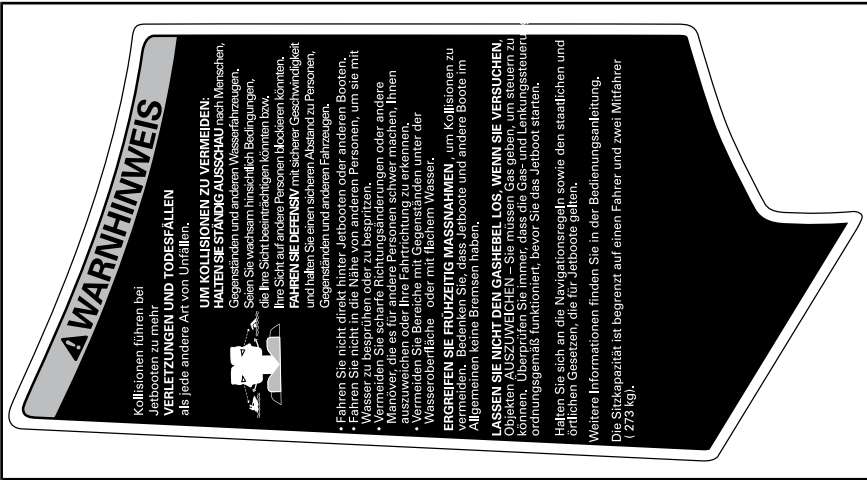 WARNHINWEIS
Kollisionen führen bei
Jetbooten zu mehr
VERLETZUNGEN UND TODESFÄLLEN
als jede andere Art von Unfällen.
UM KOLLISIONEN ZU VERMEIDEN:
HALTEN SIE STÄNDIG AUSSCHAU nach Menschen,
Gegenständen und anderen Wasserfahrzeugen.
Seien Sie wachsam hinsichtlich Bedingungen,
die Ihre Sicht beeinträchtigen könnten bzw.
Ihre Sicht auf andere Personen blockieren könnten.
FAHREN SIE DEFENSIV mit sicherer Geschwindigkeit
und halten Sie einen sicheren Abstand zu Personen,
Gegenständen und anderen Fahrzeugen.
• Fahren Sie nicht direkt hinter Jetbooten oder anderen Booten.
• Fahren Sie nicht in die Nähe von anderen Personen, um sie mit
Wasser zu besprühen oder zu bespritzen.
• Vermeiden Sie scharfe Richtungsänderungen oder andere
Manöver, die es für andere Personen schwer machen, Ihnen
auszuweichen oder Ihre Fahrtrichtung zu erkennen.
• Vermeiden Sie Bereiche mit Gegenständen unter der
Wasseroberfläche oder mit flachem Wasser.
ERGREIFEN SIE FRÜHZEITIG MASSNAHMEN , um Kollisionen zu
vermeiden. Bedenken Sie, dass Jetboote und andere Boote im
Allgemeinen keine Bremsen haben.
LASSEN SIE NICHT DEN GASHEBEL LOS, WENN SIE VERSUCHEN,
Objekten AUSZUWEICHEN – Sie müssen Gas geben, um steuern zu
können. Überprüfen Sie immer, dass die Gas- und Lenkungssteuerung
ordnungsgemäß funktioniert, bevor Sie das Jetboot starten.
Halten Sie sich an die Navigationsregeln sowie den staatlichen und
örtlichen Gesetzen, die für Jetboote gelten.
Weitere Informationen finden Sie in der Bedienungsanleitung.
Die Sitzkapazität ist begrenzt auf einen Fahrer und zwei Mitfahrer
( 273 kg).